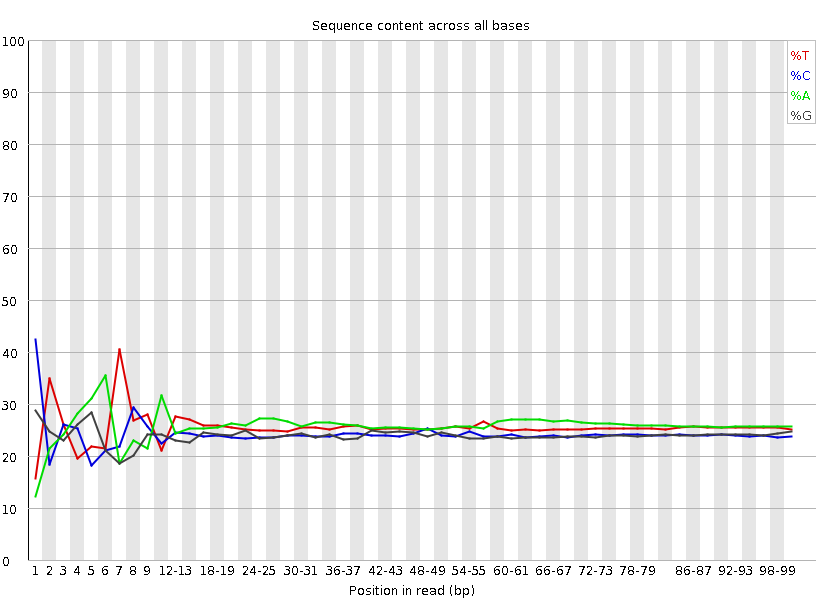 Sequence content across all bases
100
90
80
70
60
50
40
30
20
10
0
%T
%C
%A
%G
1 2 3 4 5 6 7 8 9 12-13 18-19 24-25 30-31 36-37 42-43 48-49 54-55 60-61 66-67 72-73 78-79 86-87 92-93 98-99
Position in read (bp)